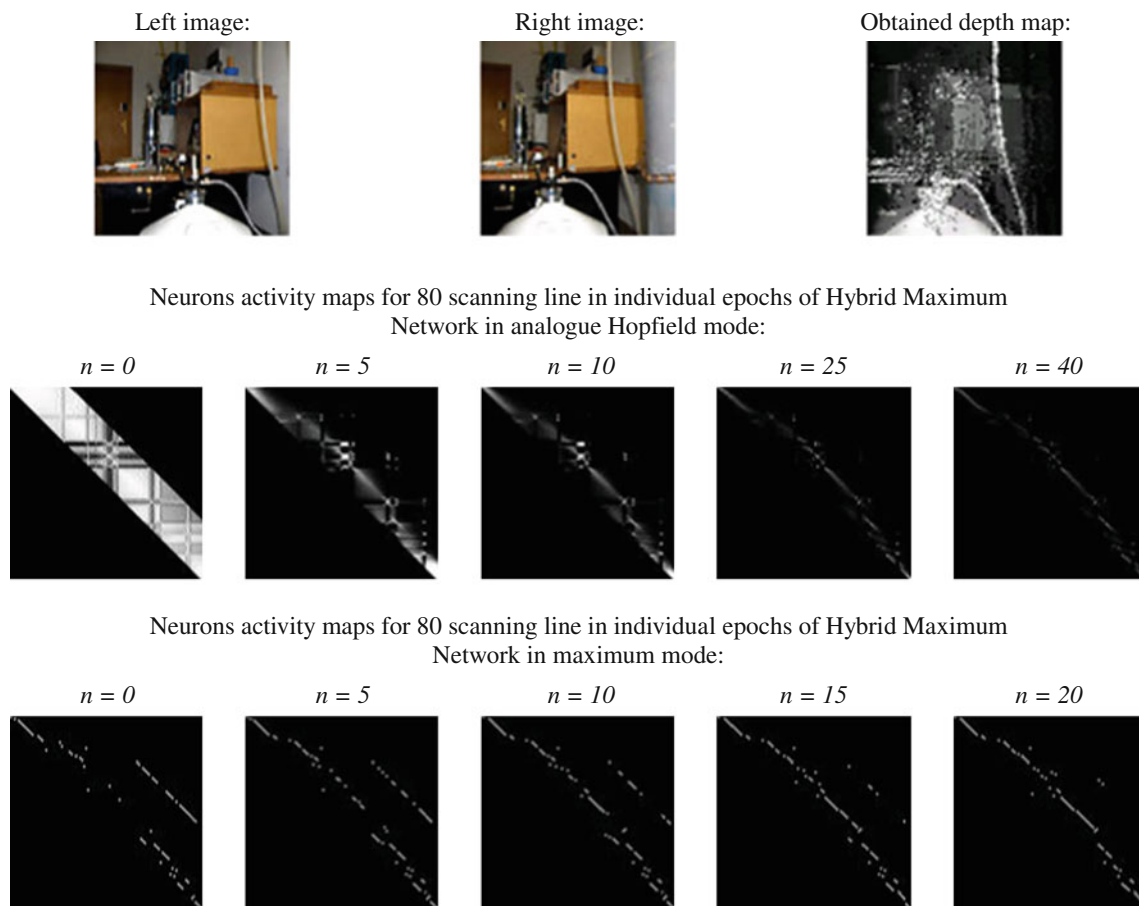 Left image:
Right image:
Obtained depth map:
Neurons activity maps for 80 scanning line in individual epochs of Hybrid Maximum
Network in analogue Hopfield mode:
n = 0
n = 5
n = 10
n = 25
n = 40
Neurons activity maps for 80 scanning line in individual epochs of Hybrid Maximum
Network in maximum mode:
n = 0
n = 5
n = 10
n = 15
n = 20